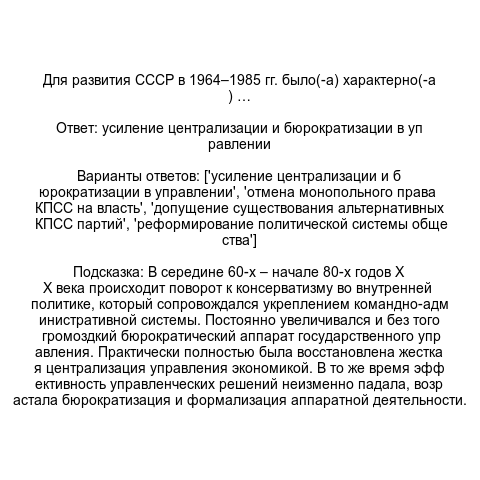 Для развития СССР в 1964–1985 гг. было(-а) характерно(-а
) …
Ответ: усиление централизации и бюрократизации в уп
равлении
Варианты ответов: ['усиление централизации и б
юрократизации в управлении', 'отмена монопольного права
КПСС на власть', 'допущение существования альтернативных
КПСС партий', 'реформирование политической системы обще
ства']
Подсказка: В середине 60-х – начале 80-х годов X
X века происходит поворот к консерватизму во внутренней
политике, который сопровождался укреплением командно-адм
инистративной системы. Постоянно увеличивался и без того
громоздкий бюрократический аппарат государственного упр
авления. Практически полностью была восстановлена жестка
я централизация управления экономикой. В то же время эфф
ективность управленческих решений неизменно падала, возр
астала бюрократизация и формализация аппаратной деятельности.